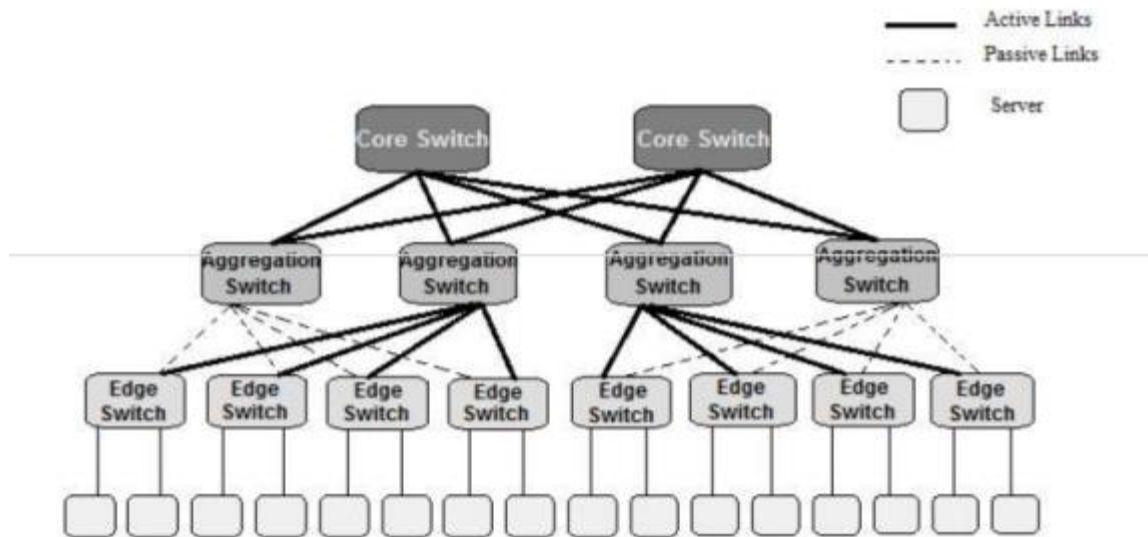 Active Links
Passive Links
Server
Core Switch
Core Switch
Aggregation
Switch
Aggregation
Switch
Aggregation
Switch
Aggregation
Switch
Edge
Switch
Edge
Switch
Edge
Switch
Edge
Switch
Edge
Switch
Edge
Switch
Edge
Switch
Edge
Switch